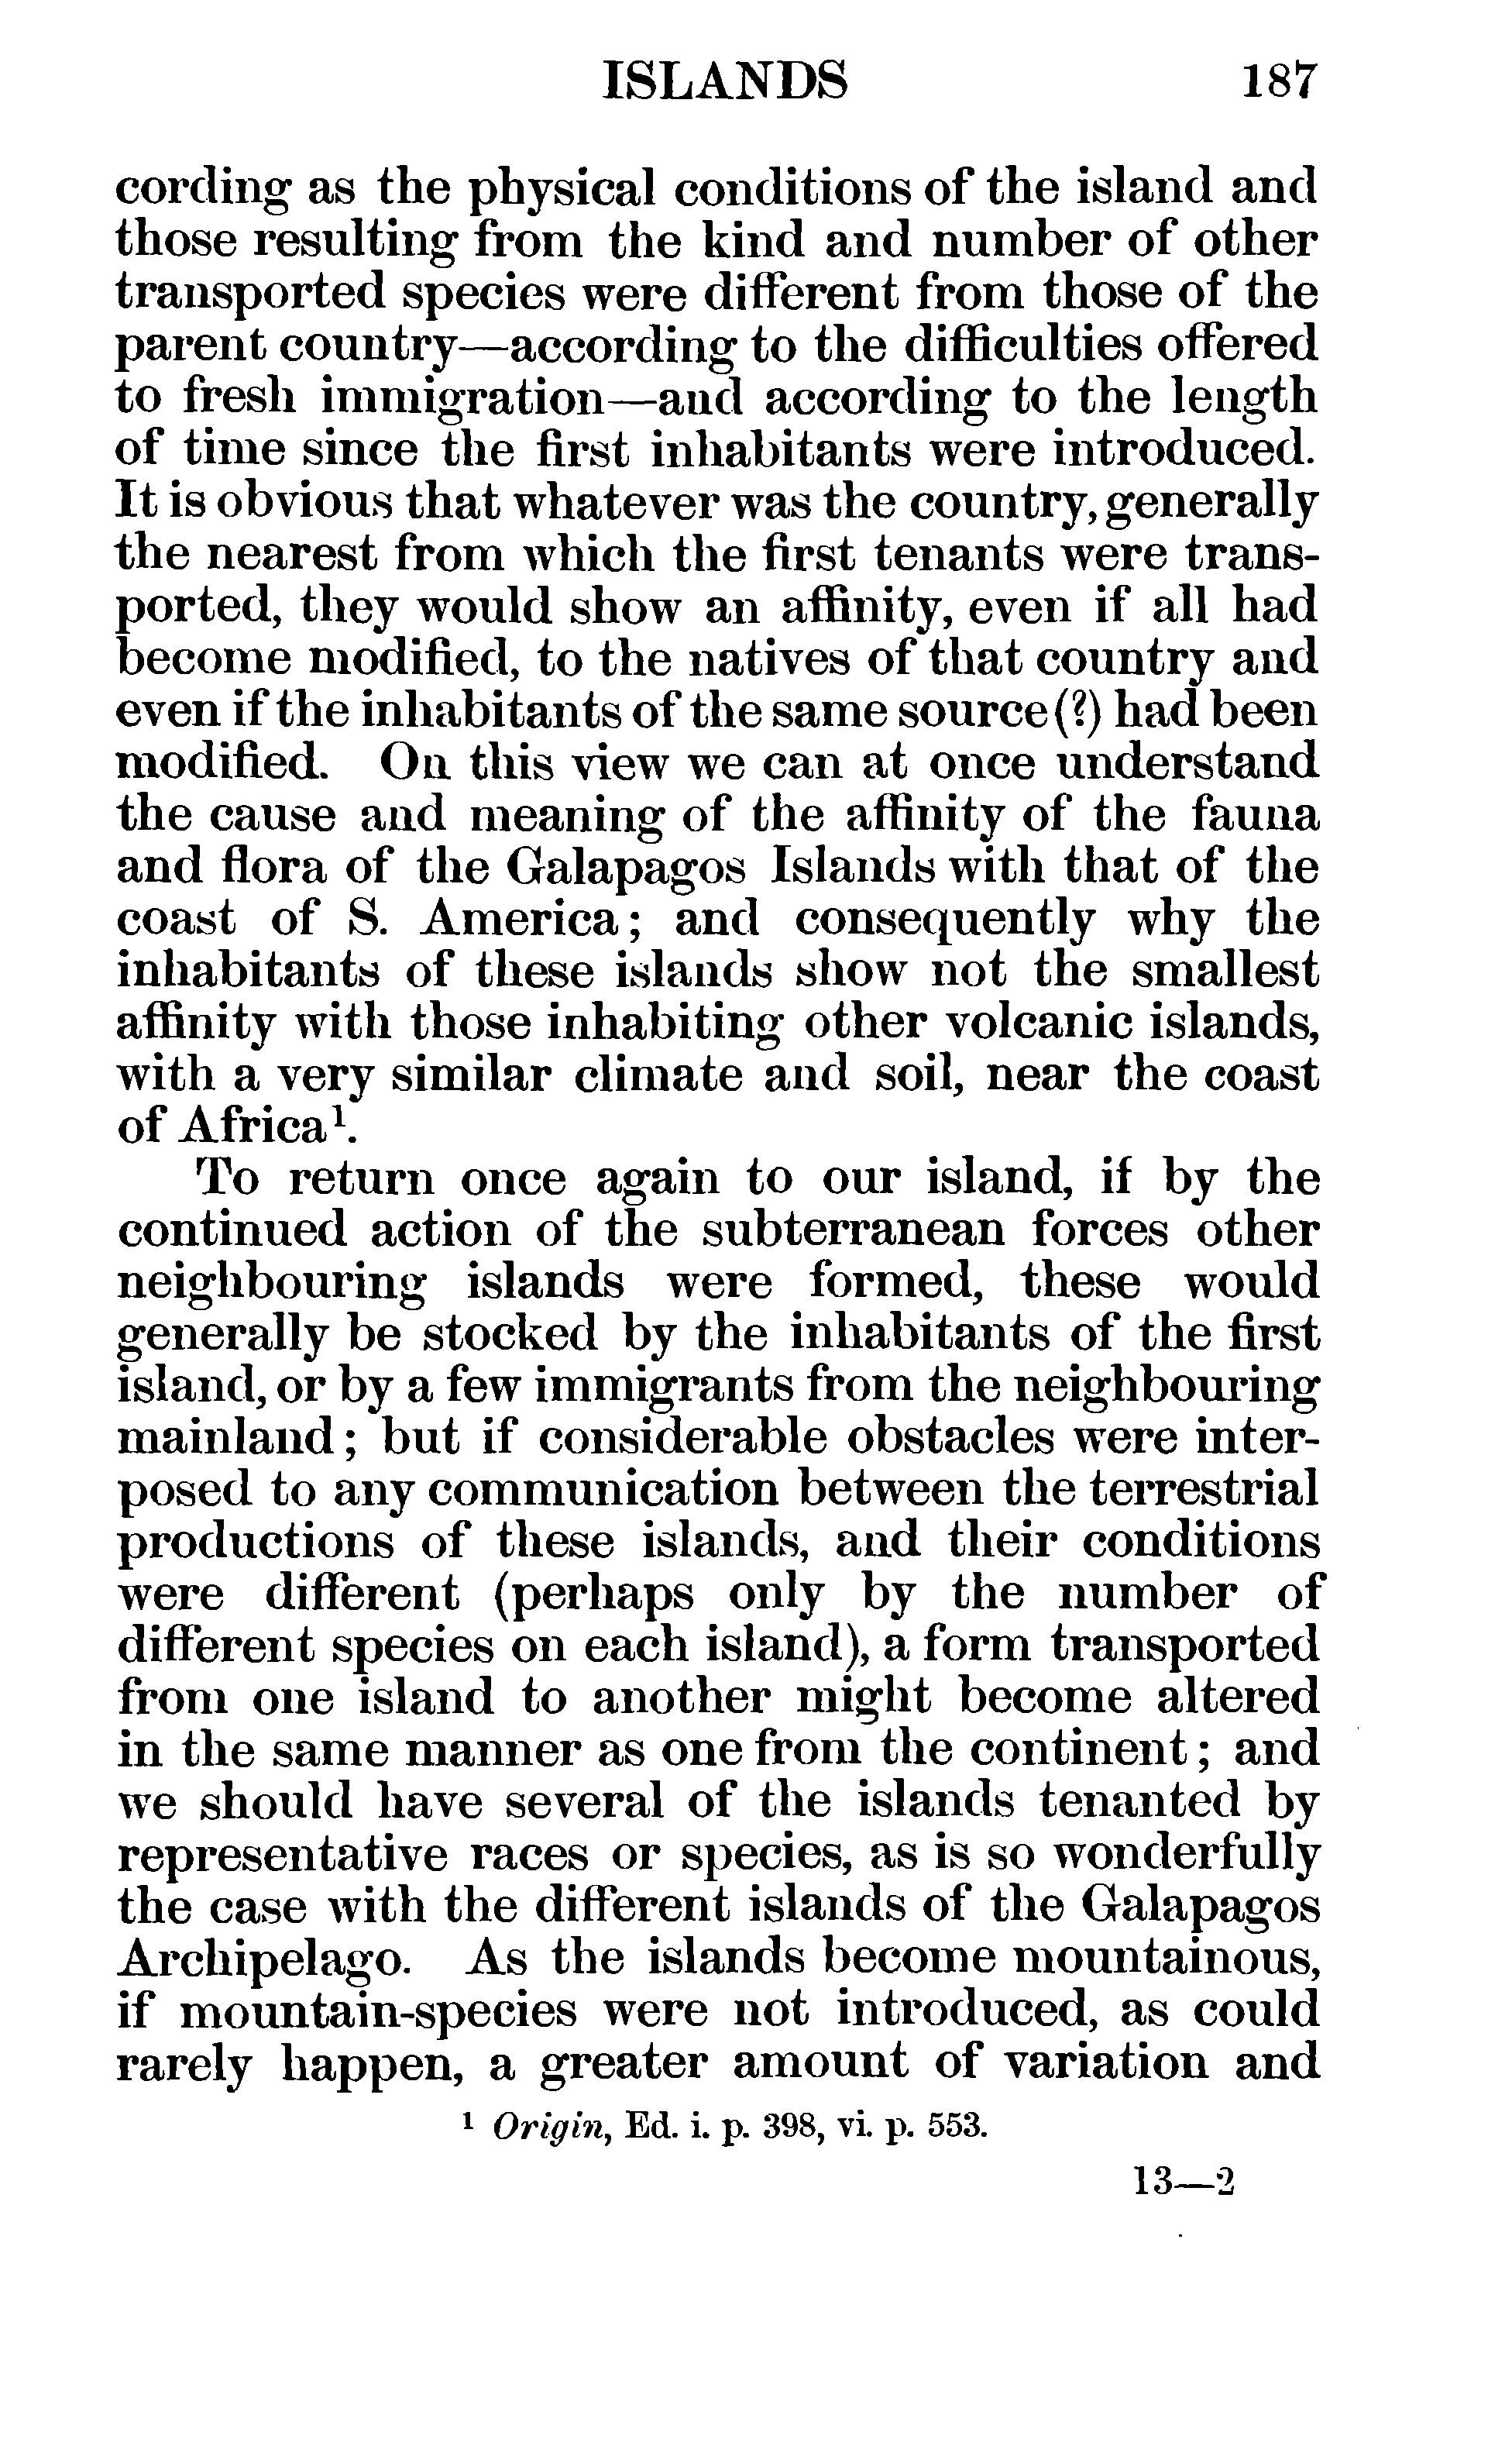 ISLANDS 187
cording as the physical conditions of the island and
those resulting from the kind and number of other
transported species were different from those of the
parent country—according to the difficulties offered
to fresh immigration—and according to the length
of time since the first inhabitants were introduced.
It is obvious that whatever was the country, generally
the nearest from which the first tenants were trans-
ported, they would show an affinity, even if all had
become modified, to the natives of that country and
even if the inhabitants of the same source (?) had been
modified. On this view we can at once understand
the cause and meaning of the affinity of the fauna
and flora of the Galapagos Islands with that of the
coast of S. America; and consequently why the
inhabitants of these islands show not the smallest
affinity with those inhabiting other volcanic islands,
with a very similar climate and soil, near the coast
of Africa¹.
To return once again to our island, if by the
continued action of the subterranean forces other
neighbouring islands were formed, these would
generally be stocked by the inhabitants of the first
island, or by a few immigrants from the neighbouring
mainland; but if considerable obstacles were inter-
posed to any communication between the terrestrial
productions of these islands, and their conditions
were different (perhaps only by the number of
different species on each island), a form transported
from one island to another might become altered
in the same manner as one from the continent; and
we should have several of the islands tenanted by
representative races or species, as is so wonderfully
the case with the different islands of the Galapagos
Archipelago. As the islands become mountainous,
if mountain-species were not introduced, as could
rarely happen, a greater amount of variation and
¹ Origin, Ed. i. p. 398, vi. p. 553.
13—2